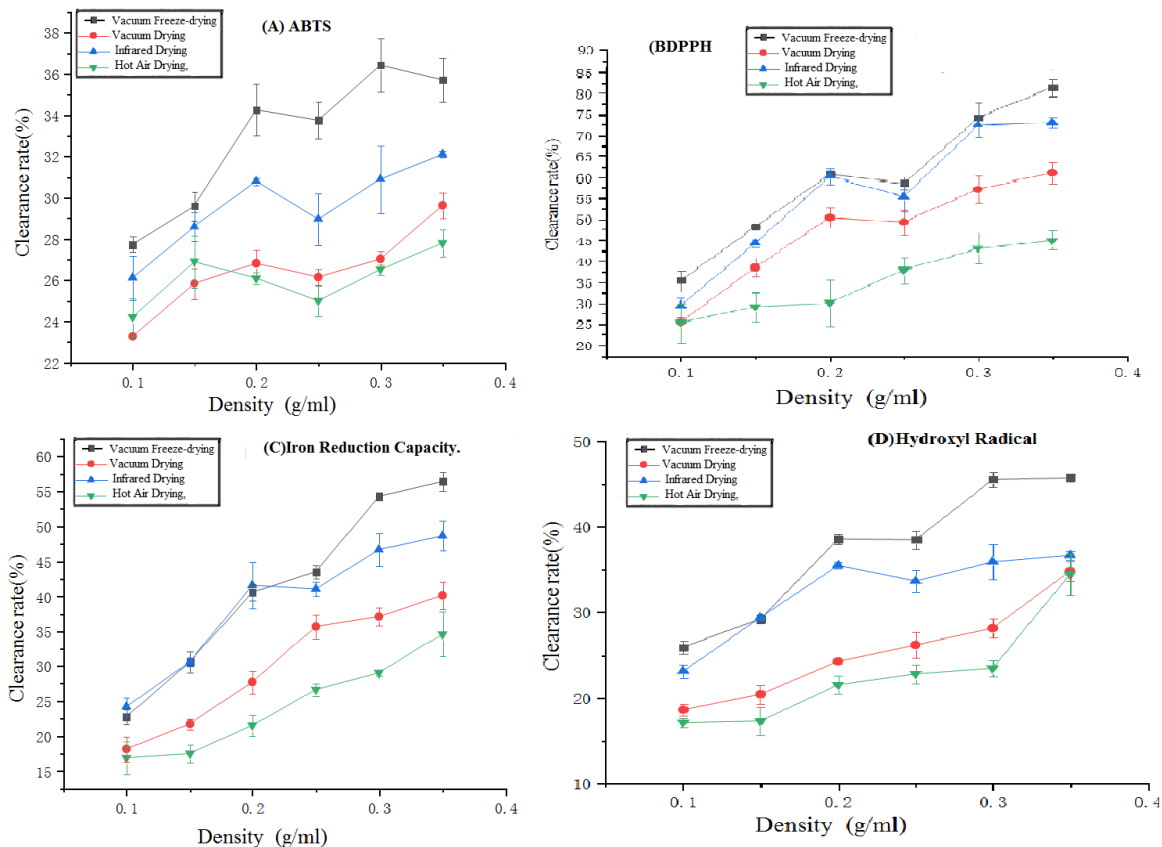 (A) ABTS
Vacuum Freeze-drying
Vacuum Drying
Infrared Drying
Hot Air Drying,
Clearance rate(%)
38
36
34
32
30
28
26
24
22
0.1
0.2
0.3
0.4
Density (g/ml)
(BDPPH
Vacuum Freeze-drying
Vacuum Drying
Infrared Drying
Hot Air Drying,
Clearance rate(%)
90
85
80
75
70
65
60
55
50
45
40
35
30
25
20
0.1
0.2
0.3
0.4
Density (g/ml)
(C)Iron Reduction Capacity.
Vacuum Freeze-drying
Vacuum Drying
Infrared Drying
Hot Air Drying,
Clearance rate(%)
60
55
50
45
40
35
30
25
20
15
0.1
0.2
0.3
0.4
Density (g/ml)
(D)Hydroxyl Radical
Vacuum Freeze-drying
Vacuum Drying
Infrared Drying
Hot Air Drying,
Clearance rate(%)
50
40
30
20
10
0.1
0.2
0.3
0.4
Density (g/ml)